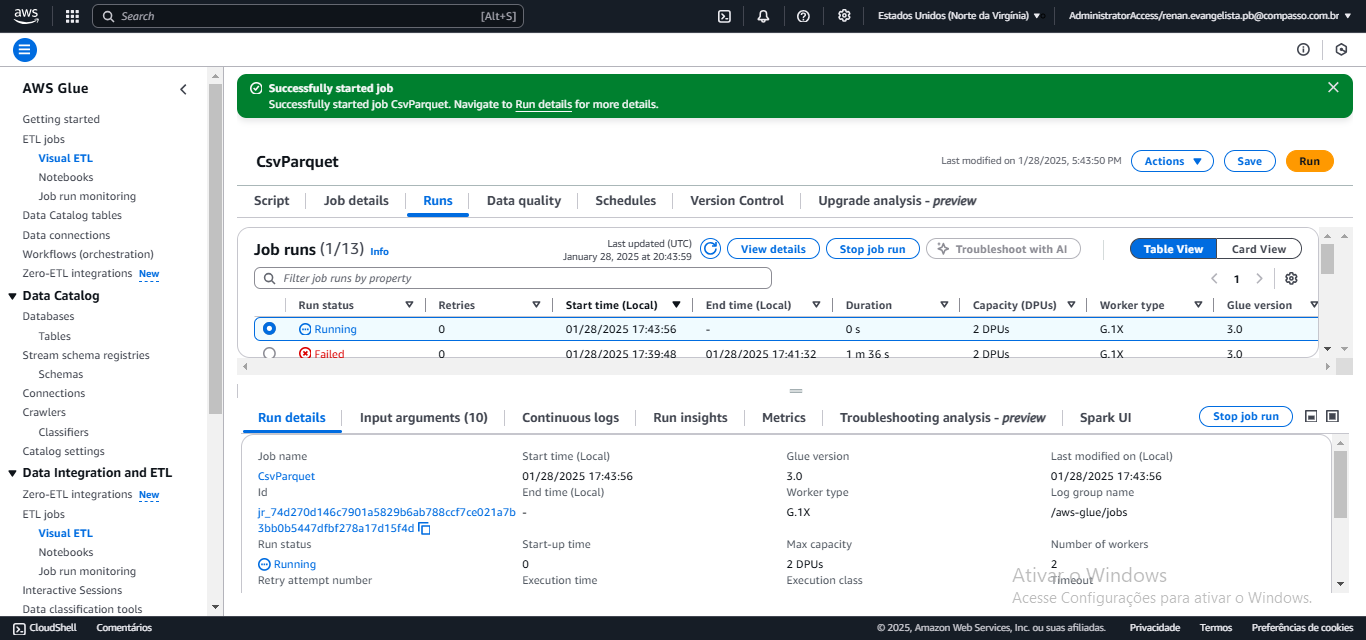 aws Search [Alt+S] Estados Unidos (Norte da Virgínia) AdministratorAccess/renan.evangelista.pb@compasso.com.br
AWS Glue
Getting started
ETL jobs
Visual ETL
Notebooks
Job run monitoring
Data Catalog tables
Data connections
Workflows (orchestration)
Zero-ETL integrations New
Data Catalog
Databases
Tables
Stream schema registries
Schemas
Connections
Crawlers
Classifiers
Catalog settings
Data Integration and ETL
Zero-ETL integrations New
ETL jobs
Visual ETL
Notebooks
Job run monitoring
Interactive Sessions
Data classification tools
Successfully started job
Successfully started job CsvParquet. Navigate to Run details for more details.
CsvParquet
Last modified on 1/28/2025, 5:43:50 PM Actions Save Run
Script Job details Runs Data quality Schedules Version Control Upgrade analysis - preview
Job runs (1/13) Info
Last updated (UTC)
January 28, 2025 at 20:43:59
View details Stop job run Troubleshoot with AI Table View Card View
Filter job runs by property 1
Run status Retries Start time (Local) End time (Local) Duration Capacity (DPUs) Worker type Glue version
Running 0 01/28/2025 17:43:56 - 0 s 2 DPUs G.1X 3.0
Failed 0 01/28/2025 17:39:48 01/28/2025 17:41:32 1 m 36 s 2 DPUs G.1X 3.0
Run details Input arguments (10) Continuous logs Run insights Metrics Troubleshooting analysis - preview Spark UI Stop job run
Job name Start time (Local) Glue version Last modified on (Local)
CsvParquet 01/28/2025 17:43:56 3.0 01/28/2025 17:43:56
Id End time (Local) Worker type Log group name
jr_74d270d146c7901a5829b6ab788ccf7ce021a7b - G.1X /aws-glue/jobs
3bb0b5447dfbf278a17d15f4d
Run status Start-up time Max capacity Number of workers
Running 0 2 DPUs 2
Retry attempt number Execution time Execution class Timeout
Ativar o Windows
Acesse Configurações para ativar o Windows.
CloudShell Comentários © 2025, Amazon Web Services, Inc. ou suas afiliadas. Privacidade Termos Preferências de cookies